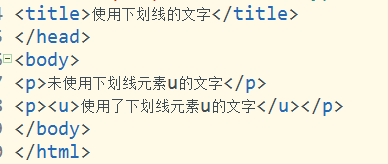 <title>使用下划线的文字</title>
</head>
<body>
<p>未使用下划线元素u的文字</p>
<p><u>使用了下划线元素u的文字</u></p>
</body>
</html>